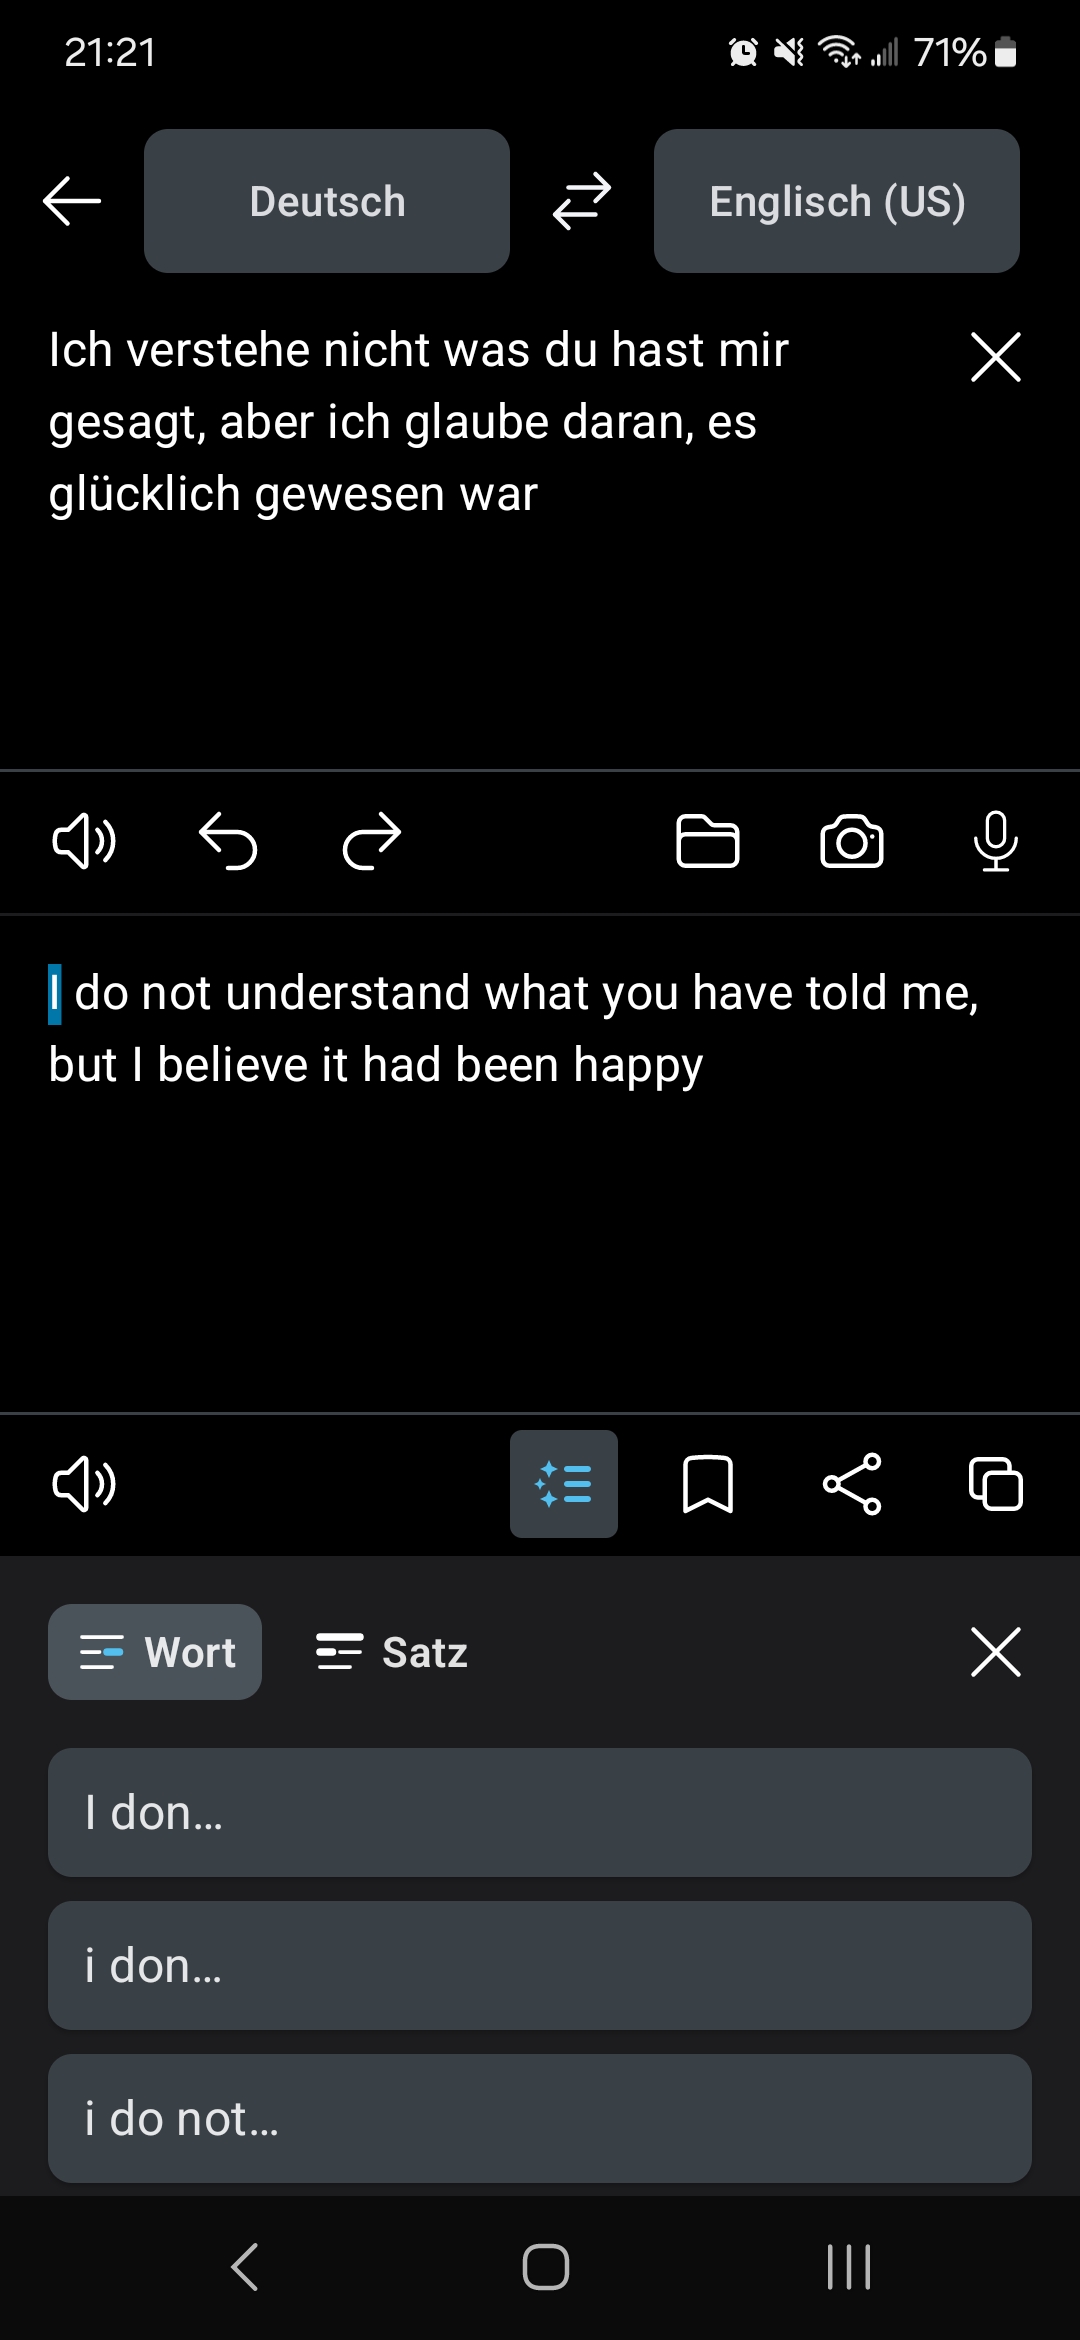 21:21
71%
Deutsch
Englisch (US)
Ich verstehe nicht was du hast mir
gesagt, aber ich glaube daran, es
glücklich gewesen war
I do not understand what you have told me,
but I believe it had been happy
Wort
Satz
I don...
i don...
i do not...